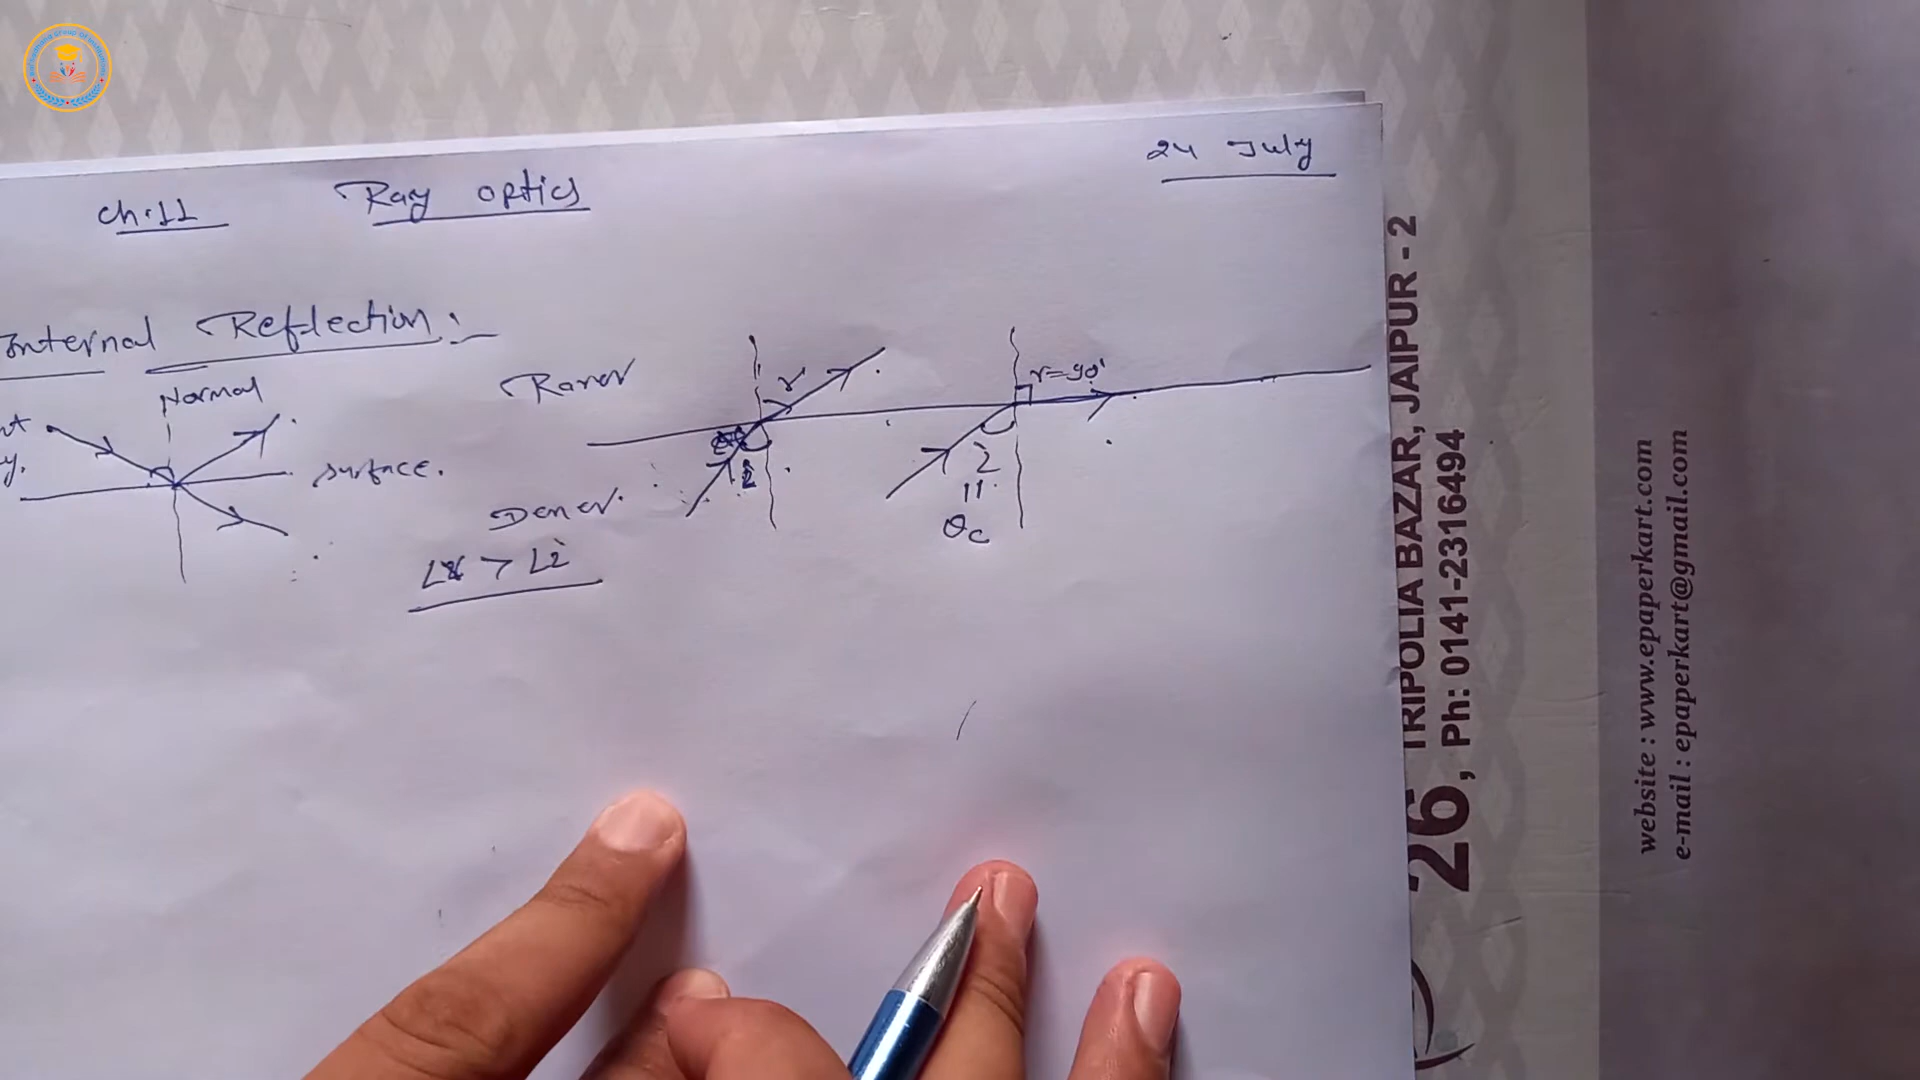 24 July
Ch.11 Ray optics
Internal Reflection:-
Normal
surface.
Rarer
r
r=90°
i
i
Denser
θc
∠r > ∠i
26, TRIPOLIA BAZAR, JAIPUR - 2
Ph: 0141-2316494
website : www.epaperkart.com
e-mail : epaperkart@gmail.com